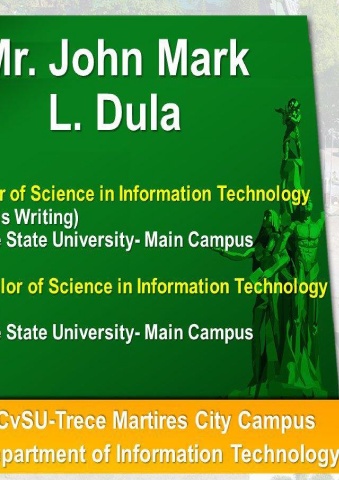 Mr. John Mark
L. Dula
r of Science in Information Technology
s Writing)
e State University- Main Campus
lor of Science in Information Technology
e State University- Main Campus
CvSU-Trece Martires City Campus
partment of Information Technology